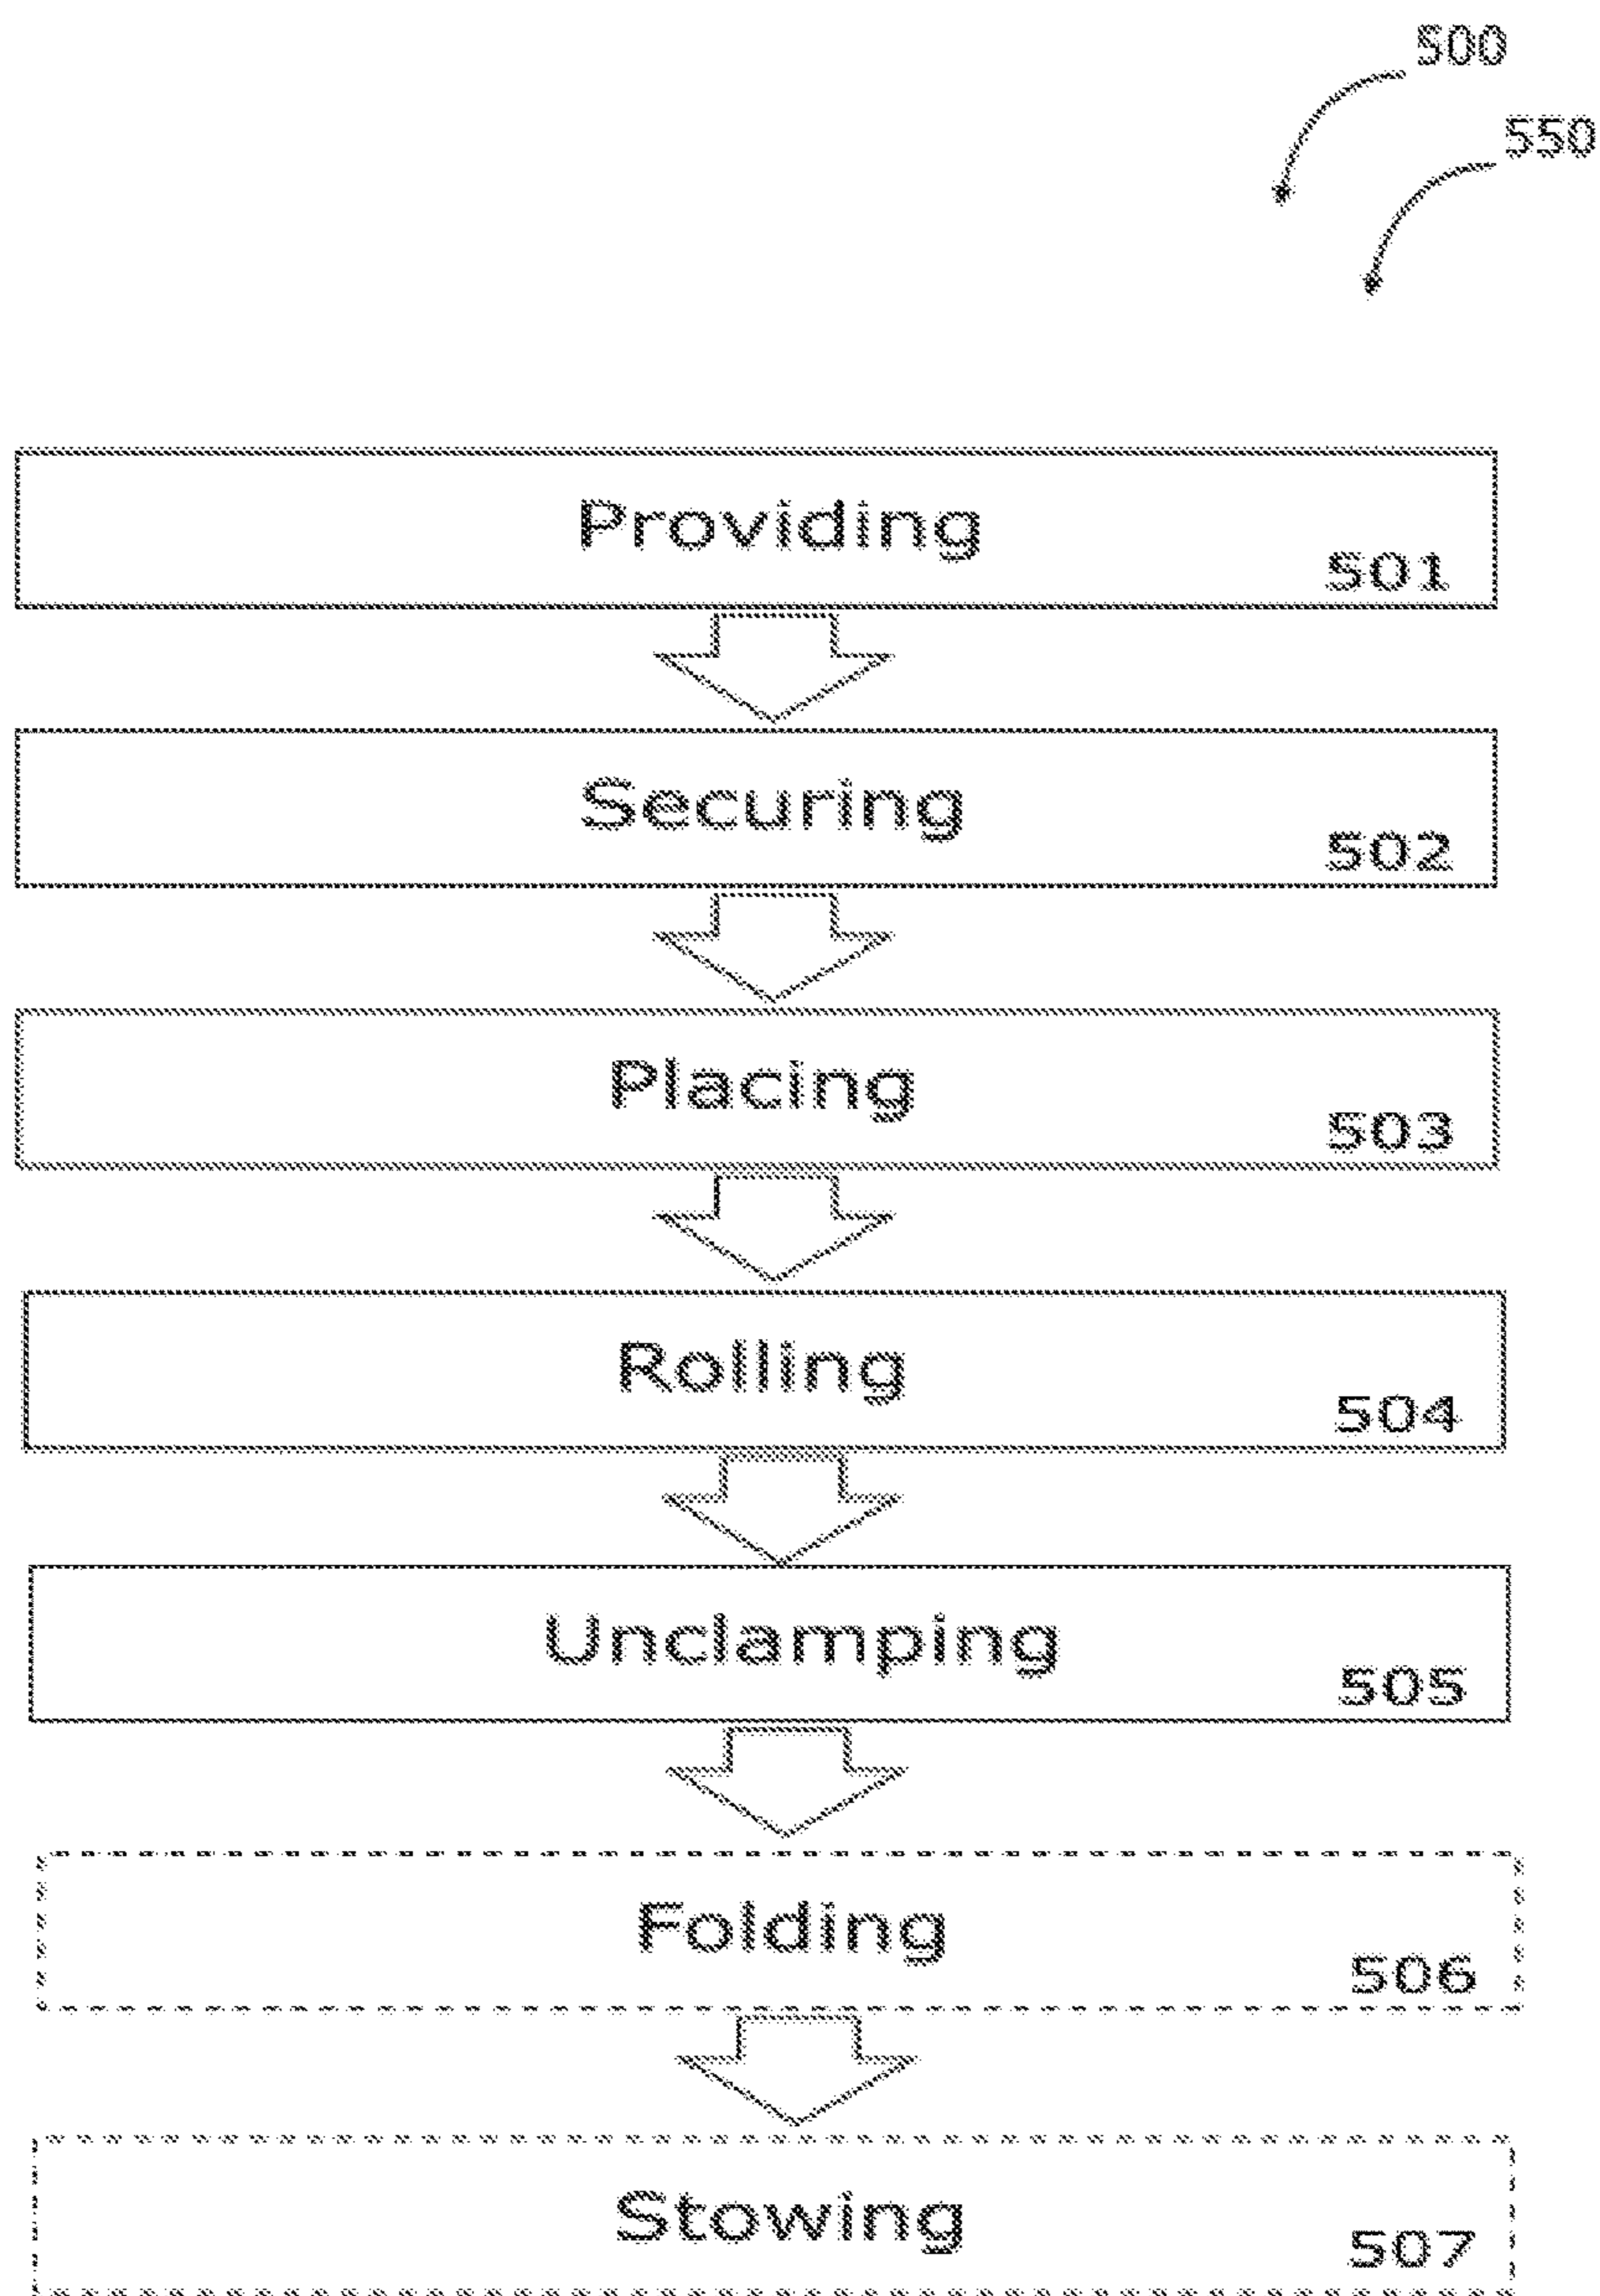 500
550
Providing
501
Securing
502
Placing
503
Rolling
504
Unclamping
505
Folding
506
Stowing
507